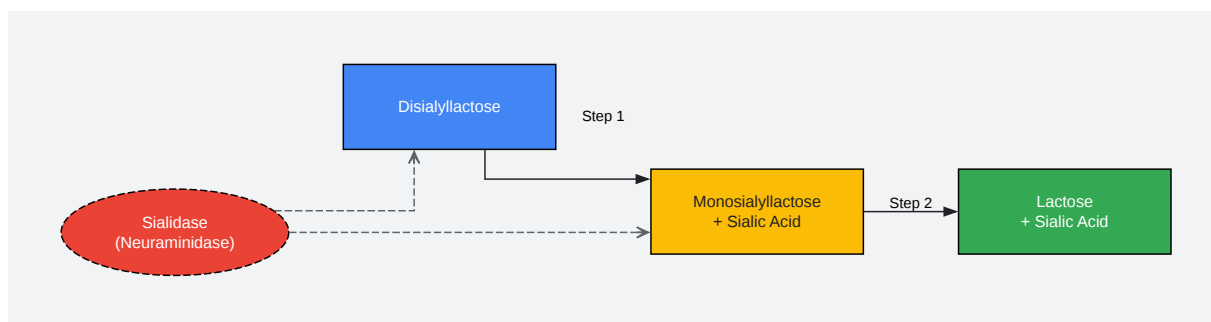 Disialyllactose
Step 1
Sialidase
(Neuraminidase)
Monosialyllactose
+ Sialic Acid
Step 2
Lactose
+ Sialic Acid